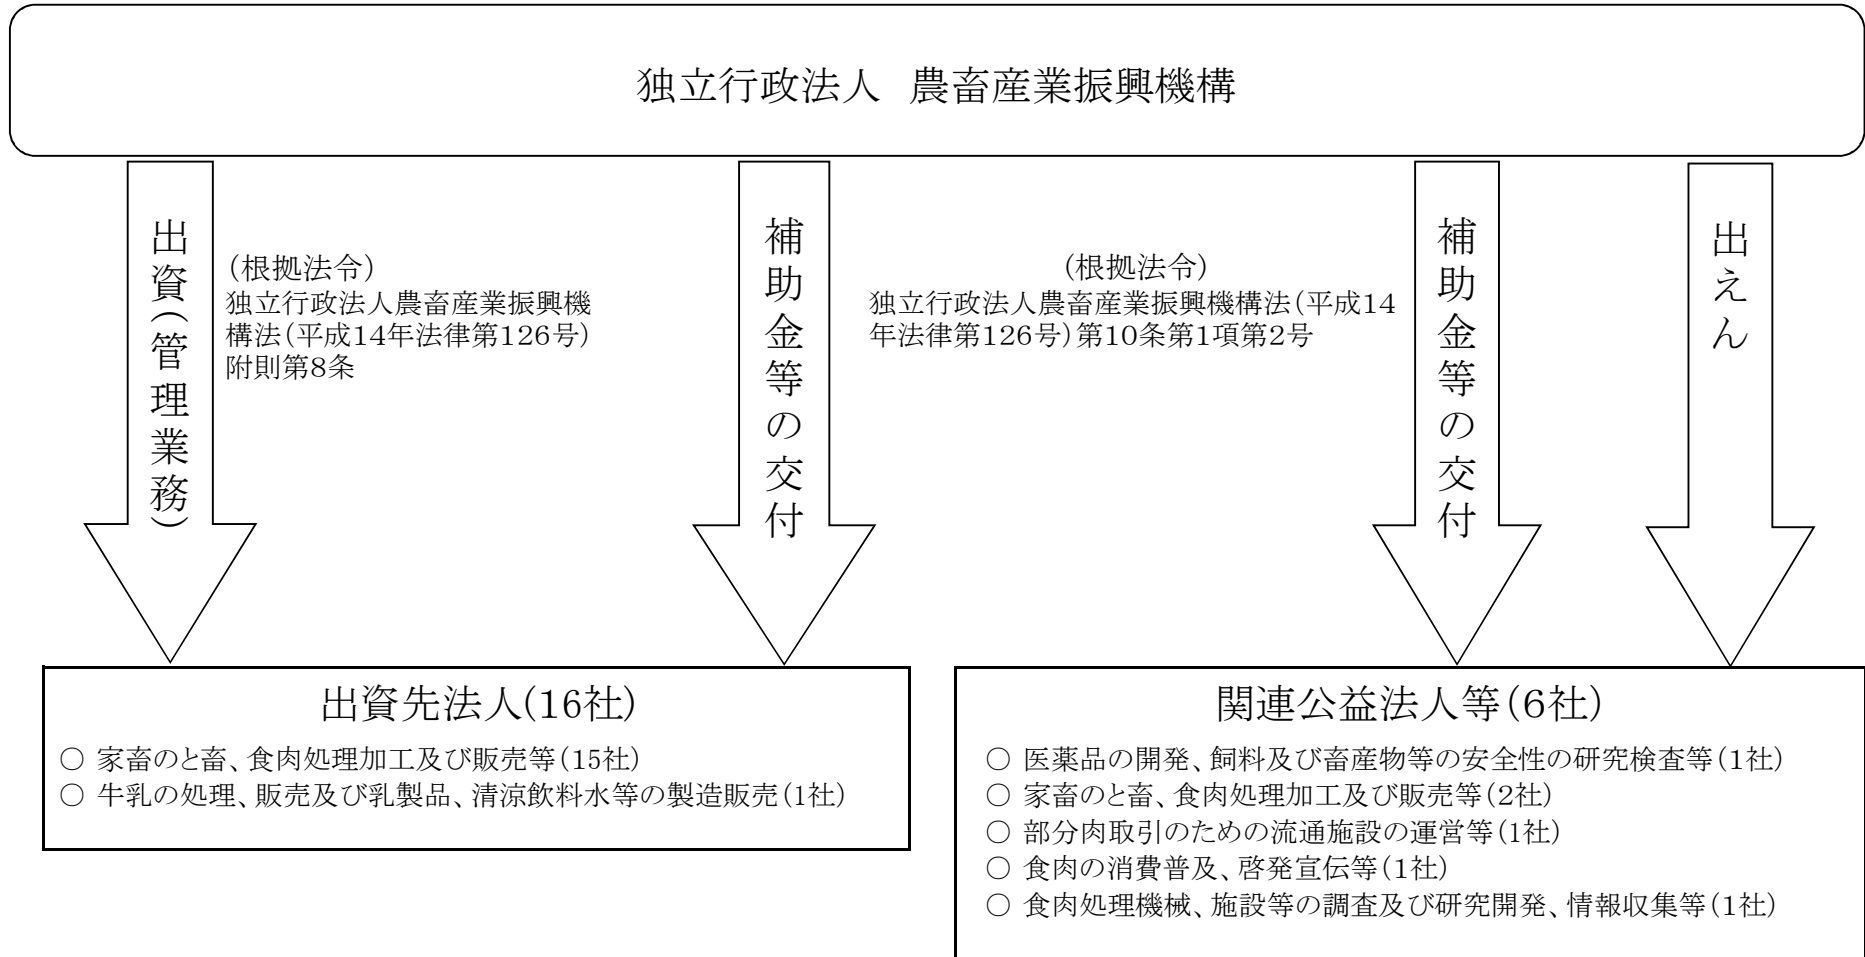 独立行政法人　農畜産業振興機構
出資(管理業務)
(根拠法令)
独立行政法人農畜産業振興機
構法(平成14年法律第126号)
附則第8条
補助金等の交付
(根拠法令)
独立行政法人農畜産業振興機構法(平成14
年法律第126号)第10条第1項第2号
補助金等の交付
出えん
出資先法人(16社)
○ 家畜のと畜、食肉処理加工及び販売等(15社)
○ 牛乳の処理、販売及び乳製品、清涼飲料水等の製造販売(1社)
関連公益法人等(6社)
○ 医薬品の開発、飼料及び畜産物等の安全性の研究検査等(1社)
○ 家畜のと畜、食肉処理加工及び販売等(2社)
○ 部分肉取引のための流通施設の運営等(1社)
○ 食肉の消費普及、啓発宣伝等(1社)
○ 食肉処理機械、施設等の調査及び研究開発、情報収集等(1社)